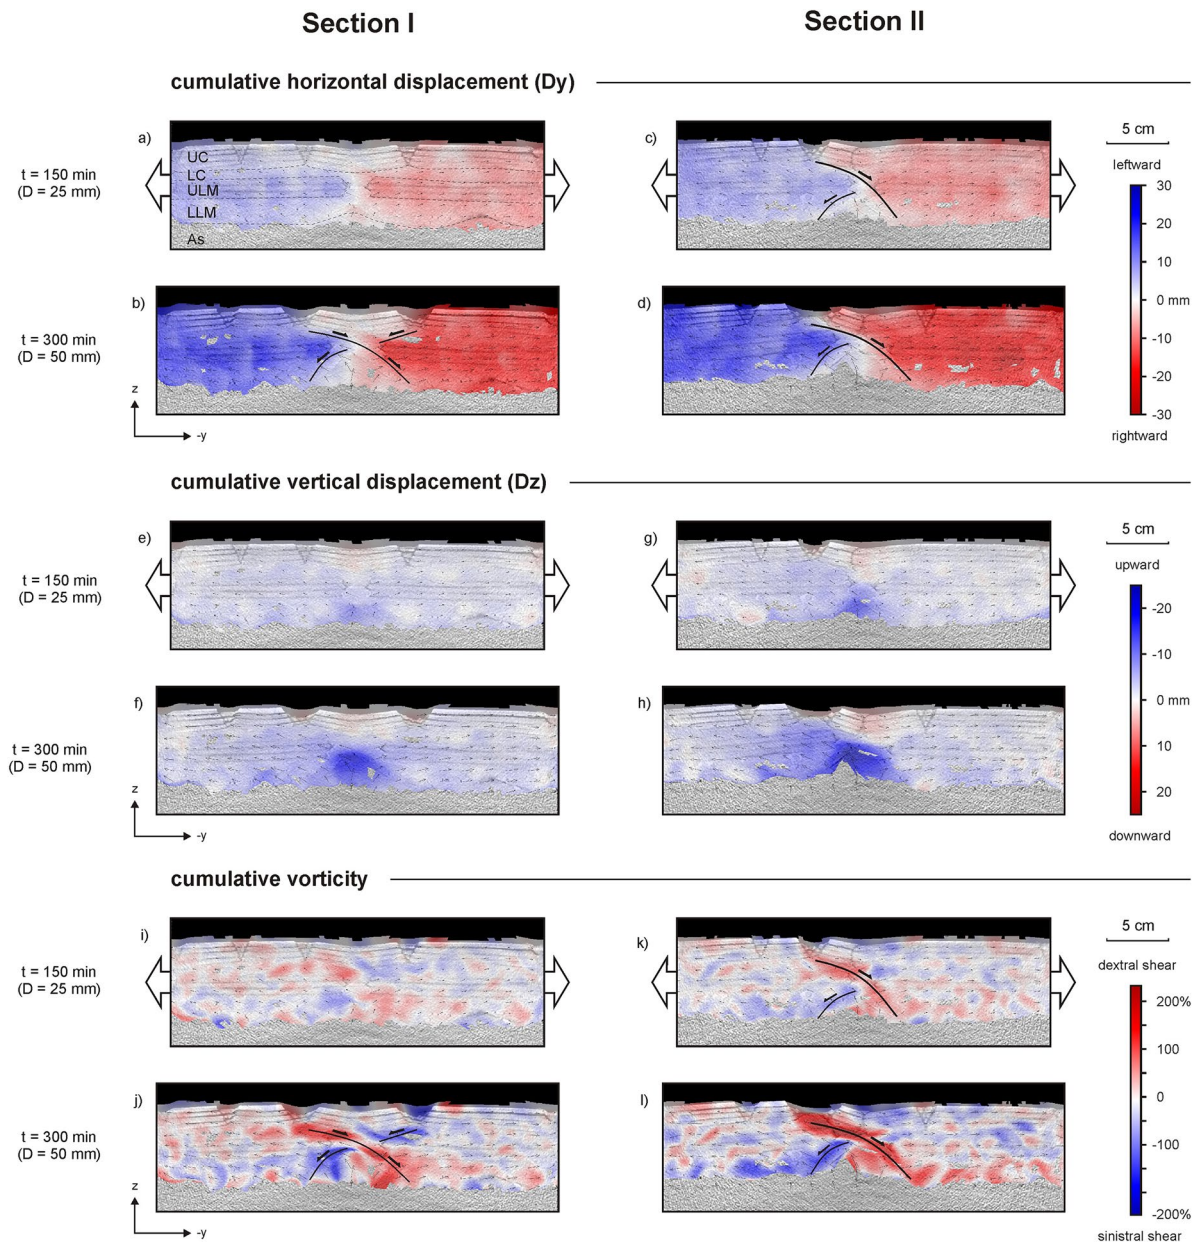 Section I
Section II
cumulative horizontal displacement (Dy)
a)
UC
LC
ULM
LLM
As
c)
t = 150 min
(D = 25 mm)
b)
d)
t = 300 min
(D = 50 mm)
z
-y
5 cm
leftward
30
20
10
0 mm
-10
-20
-30
rightward
cumulative vertical displacement (Dz)
e)
g)
t = 150 min
(D = 25 mm)
f)
h)
t = 300 min
(D = 50 mm)
z
-y
5 cm
upward
-20
-10
0 mm
10
20
downward
cumulative vorticity
i)
k)
t = 150 min
(D = 25 mm)
j)
l)
t = 300 min
(D = 50 mm)
z
-y
5 cm
dextral shear
200%
100
0
-100
-200%
sinistral shear